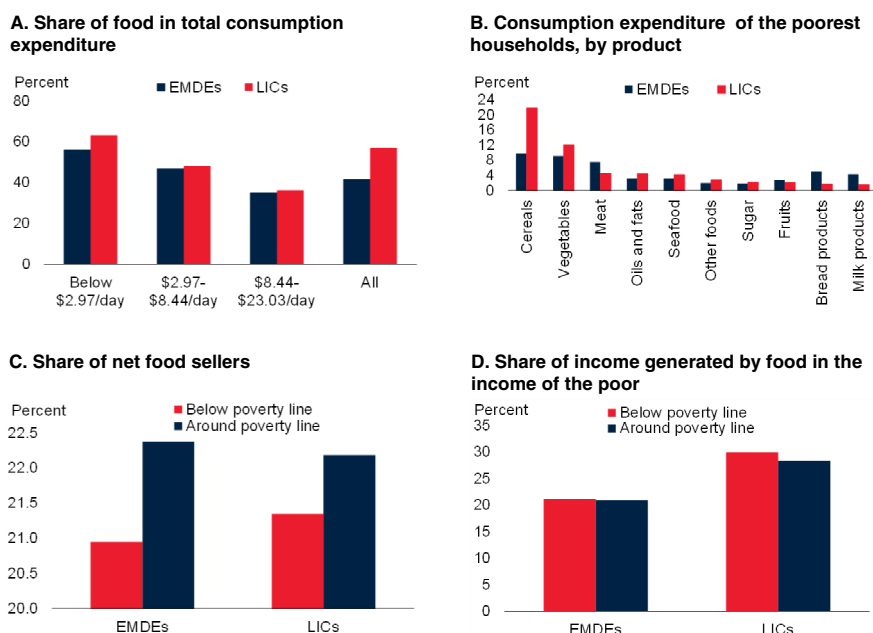 A. Share of food in total consumption
expenditure
Percent
EMDEs
LICs
80
60
40
20
0
Below
$2.97/day
$2.97-
$8.44/day
$8.44-
$23.03/day
All
B. Consumption expenditure of the poorest
households, by product
Percent
EMDEs
LICs
24
20
16
12
8
4
0
Cereals
Vegetables
Meat
Oils and fats
Seafood
Other foods
Sugar
Fruits
Bread products
Milk products
C. Share of net food sellers
Percent
Below poverty line
Around poverty line
22.5
22.0
21.5
21.0
20.5
20.0
EMDEs
LICs
D. Share of income generated by food in the
income of the poor
Percent
Below poverty line
Around poverty line
35
30
25
20
15
10
5
0
EMDEs
LICs